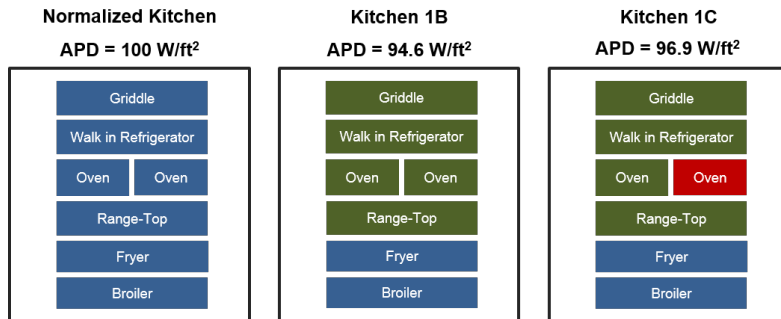 Normalized Kitchen
APD = 100 W/ft²
Griddle
Walk in Refrigerator
Oven Oven
Range-Top
Fryer
Broiler
Kitchen 1B
APD = 94.6 W/ft²
Griddle
Walk in Refrigerator
Oven Oven
Range-Top
Fryer
Broiler
Kitchen 1C
APD = 96.9 W/ft²
Griddle
Walk in Refrigerator
Oven Oven
Range-Top
Fryer
Broiler